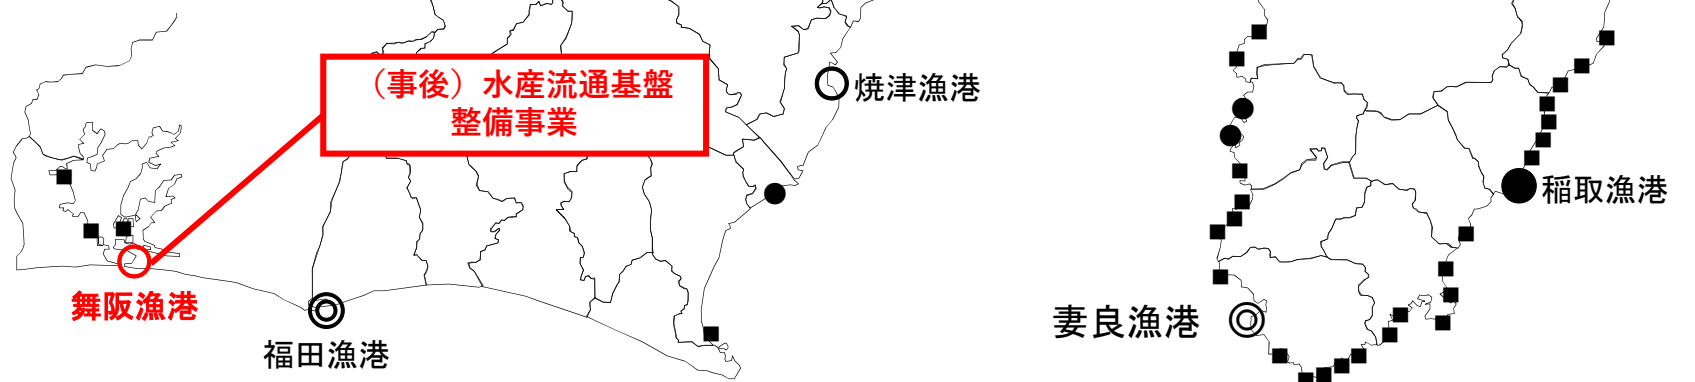 （事後）水産流通基盤
整備事業
焼津漁港
稲取漁港
舞阪漁港
妻良漁港
福田漁港